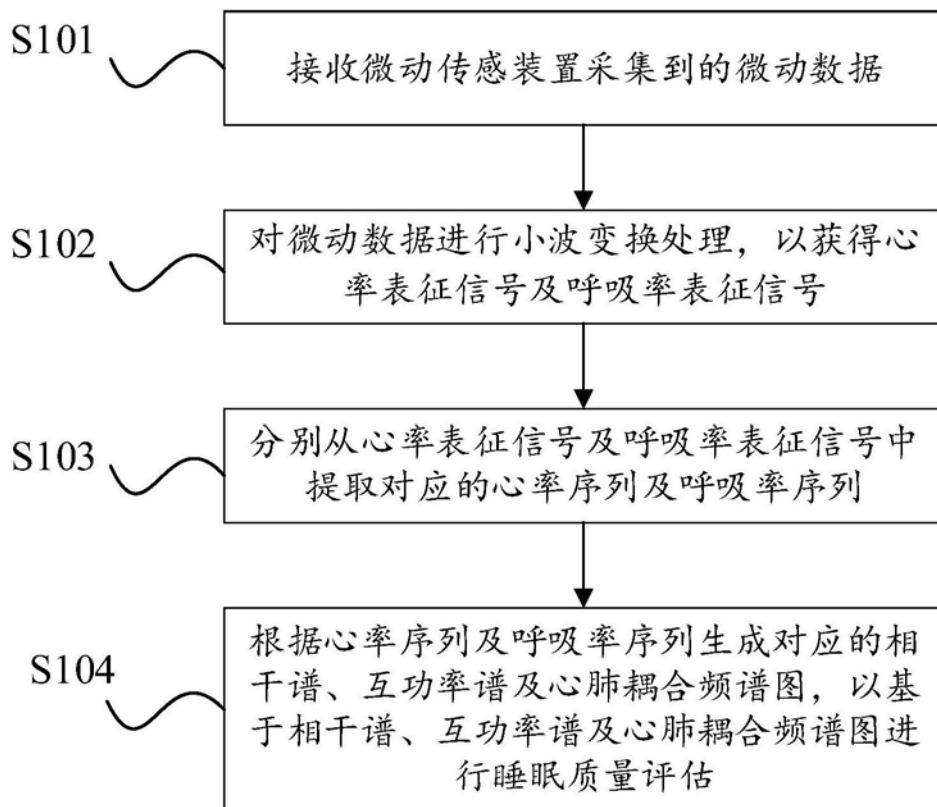 S101
接收微动传感装置采集到的微动数据
S102
对微动数据进行小波变换处理，以获得心
率表征信号及呼吸率表征信号
S103
分别从心率表征信号及呼吸率表征信号中
提取对应的心率序列及呼吸率序列
S104
根据心率序列及呼吸率序列生成对应的相
干谱、互功率谱及心肺耦合频谱图，以基
于相干谱、互功率谱及心肺耦合频谱图进
行睡眠质量评估